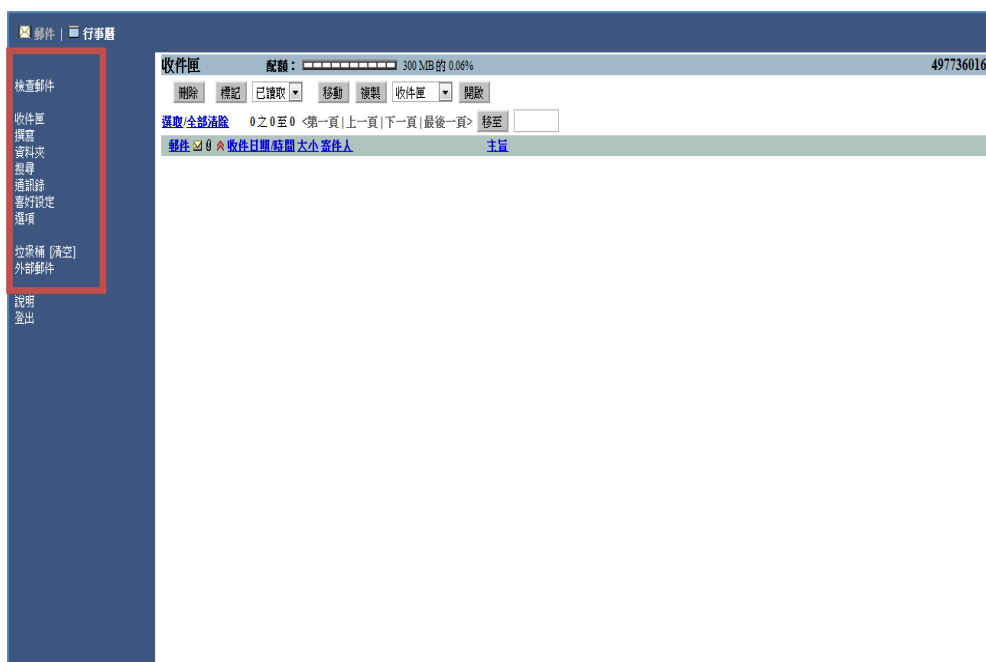 郵件 | 行事曆
檢查郵件
收件匣
撰寫
資料夾
搜尋
通訊錄
喜好設定
選項
垃圾桶 [清空]
外部郵件
說明
登出
收件匣 配額： 300 MB 的 0.06% 497736016
刪除 標記 已讀取 移動 複製 收件匣 開啟
選取/全部清除 0 之 0 至 0 <第一頁|上一頁|下一頁|最後一頁> 移至
郵件 收件日期/時間 大小 寄件人 主旨